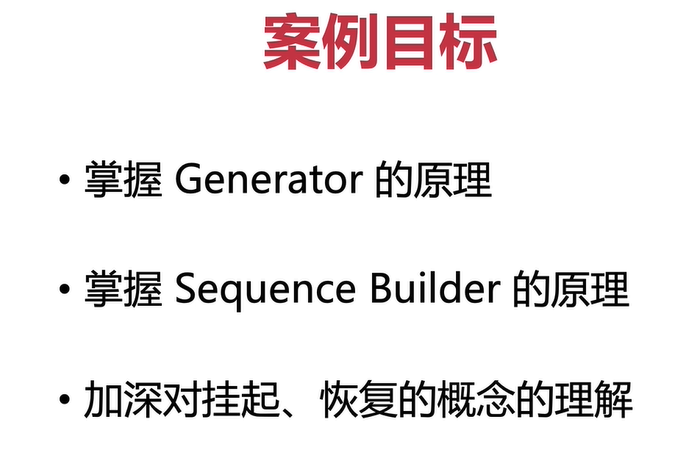 案例目标
• 掌握 Generator 的原理
• 掌握 Sequence Builder 的原理
• 加深对挂起、恢复的概念的理解